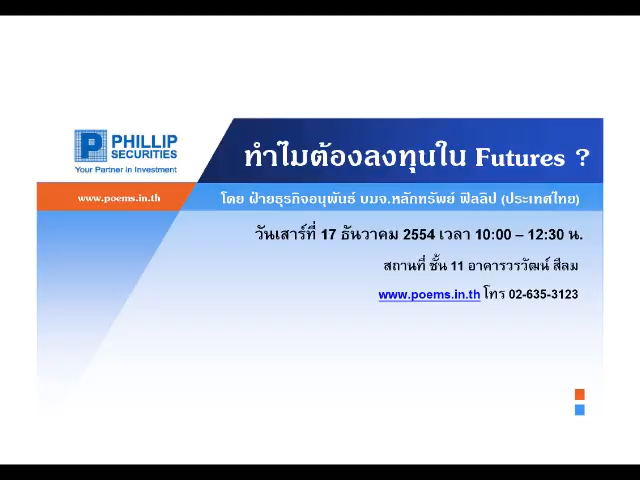 PHILLIP
SECURITIES
Your Partner in Investment
ทำไมต้องลงทุนใน Futures ?
www.poems.in.th
โดย ฝ่ายธุรกิจอนุพันธ์ บมจ.หลักทรัพย์ ฟิลลิป (ประเทศไทย)
วันเสาร์ที่ 17 ธันวาคม 2554 เวลา 10:00 – 12:30 น.
สถานที่ ชั้น 11 อาคารวรวัฒน์ สีลม
www.poems.in.th โทร 02-635-3123